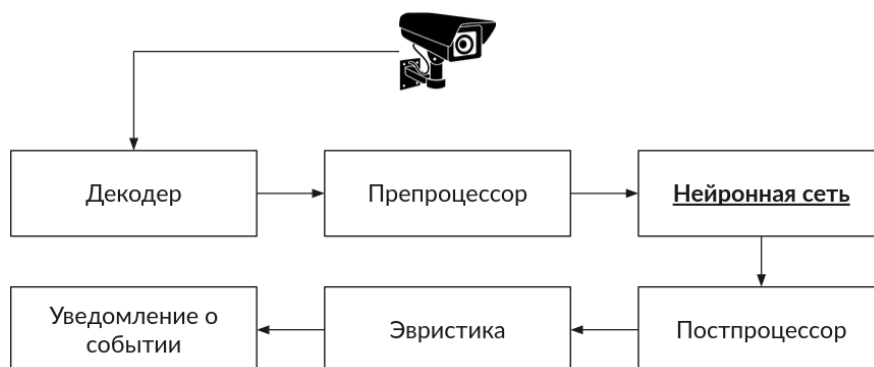 Декодер
Препроцессор
Нейронная сеть
Уведомление о
событии
Эвристика
Постпроцессор